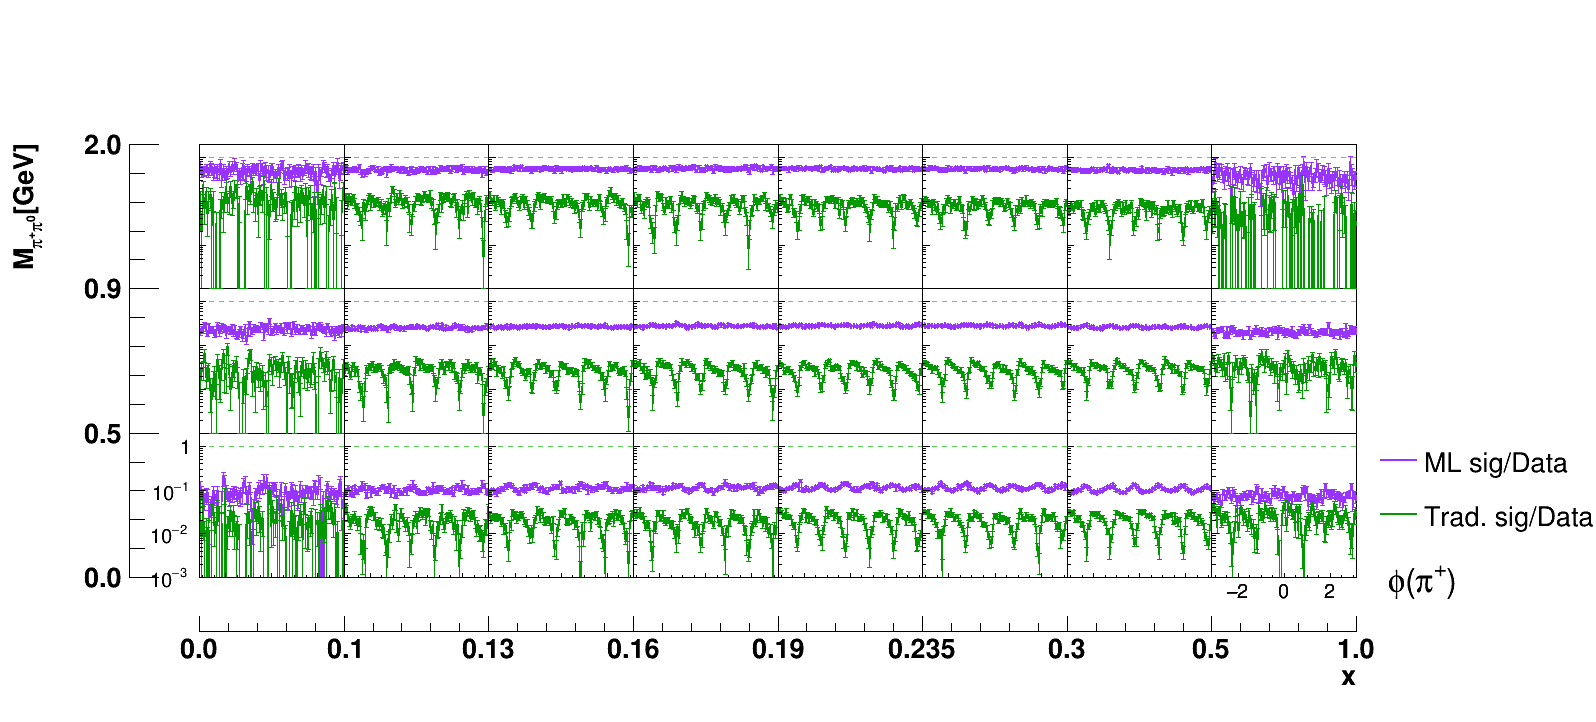 M_{π⁺π⁰}[GeV]
2.0
0.9
0.5
0.0
1
10⁻¹
10⁻²
10⁻³
−2 0 2
ϕ(π⁺)
ML sig/Data
Trad. sig/Data
0.0 0.1 0.13 0.16 0.19 0.235 0.3 0.5 1.0
x